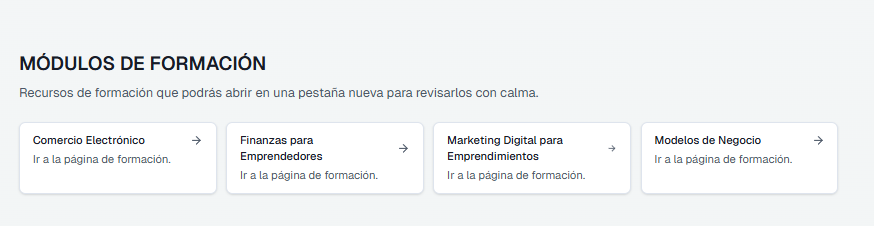 MÓDULOS DE FORMACIÓN
Recursos de formación que podrás abrir en una pestaña nueva para revisarlos con calma.
Comercio Electrónico
Ir a la página de formación.
Finanzas para
Emprendedores
Ir a la página de formación.
Marketing Digital para
Emprendimientos
Ir a la página de formación.
Modelos de Negocio
Ir a la página de formación.